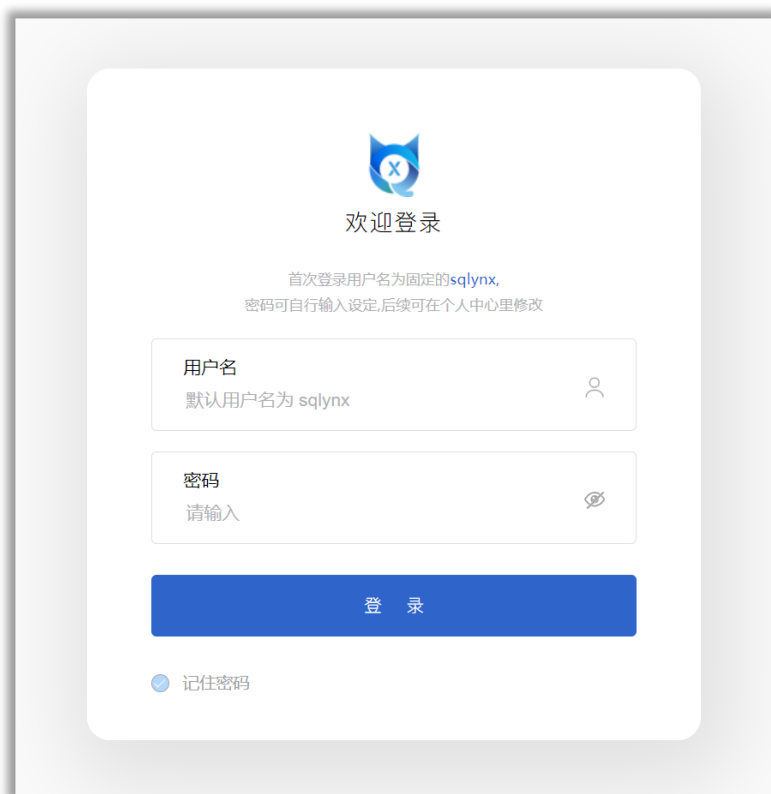 X
欢迎登录
首次登录用户名为固定的sqlynx,
密码可自行输入设定,后续可在个人中心里修改
用户名
默认用户名为 sqlynx
密码
请输入
登 录
记住密码